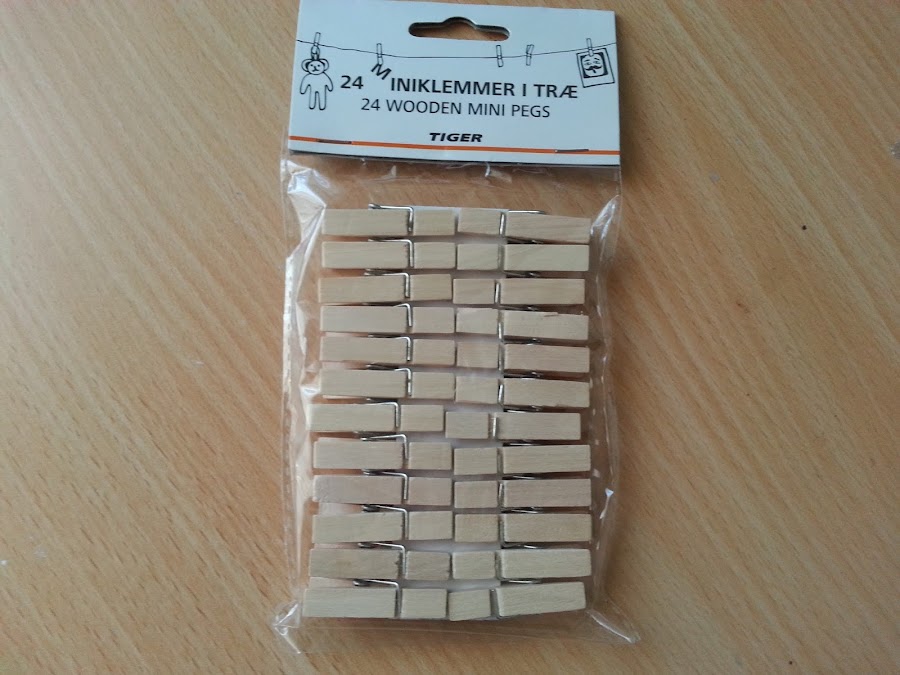 24 MINIKLEMMER I TRÆ
24 WOODEN MINI PEGS
TIGER